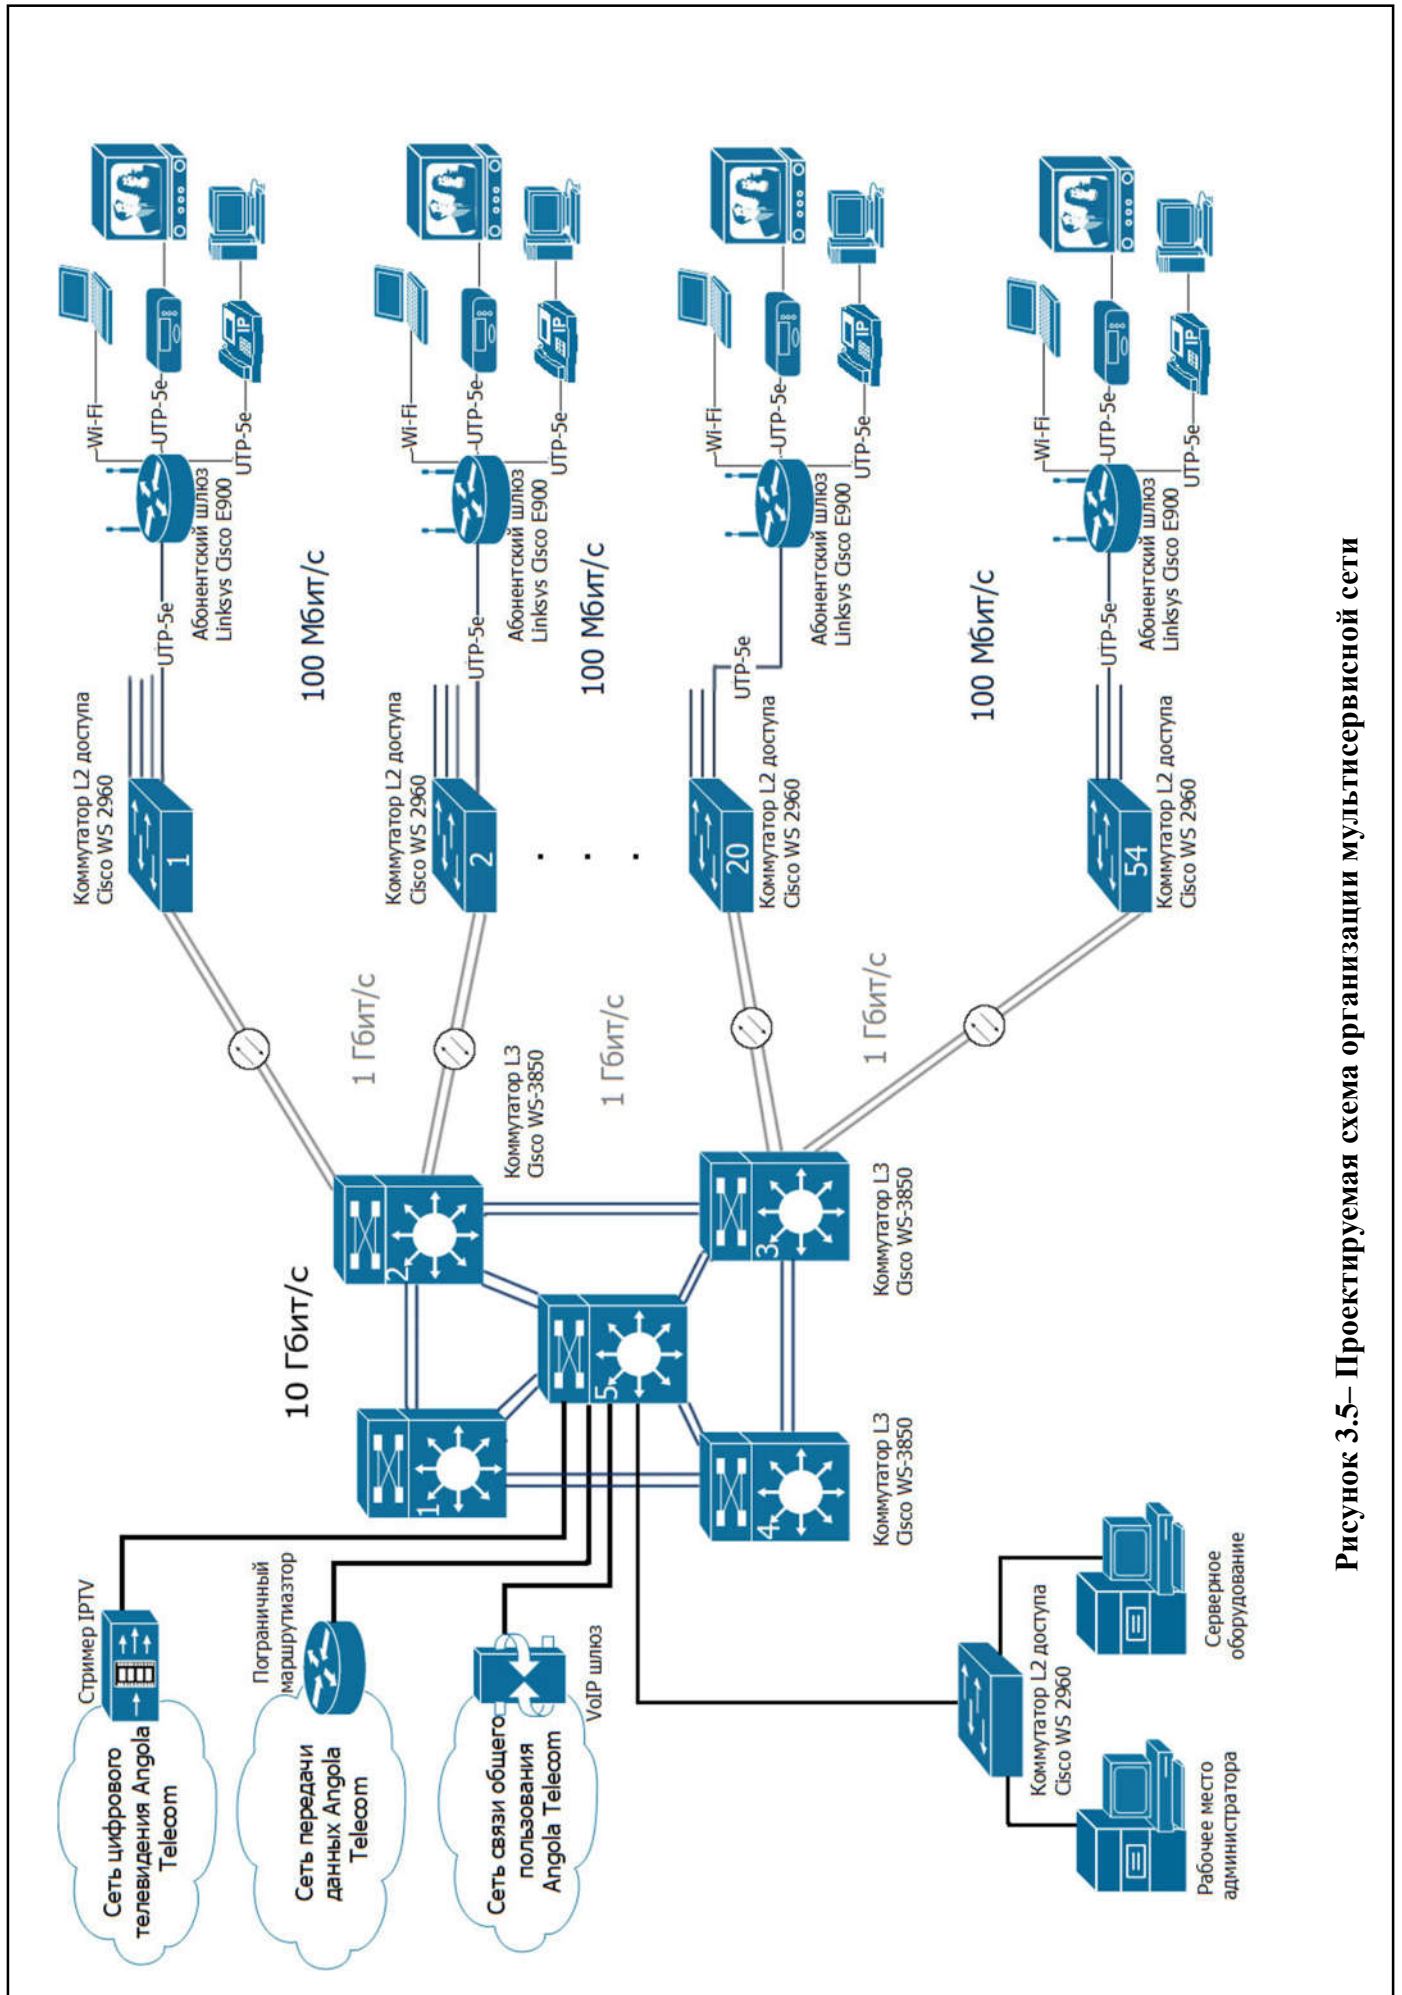 Сеть цифрового
телевидения Angola
Telecom
Стример IPTV
Сеть передачи
данных Angola
Telecom
Пограничный
маршрутиазтор
Сеть связи общего
пользования
Angola Telecom
VoIP шлюз
10 Гбит/с
1
2
5
4
3
Коммутатор L3
Cisco WS-3850
Коммутатор L3
Cisco WS-3850
Коммутатор L3
Cisco WS-3850
1 Гбит/с
1 Гбит/с
1 Гбит/с
Коммутатор L2 доступа
Cisco WS 2960
1
UTP-5e
Абонентский шлюз
Linksys Cisco E900
Wi-Fi
UTP-5e
UTP-5e
IP
100 Мбит/с
Коммутатор L2 доступа
Cisco WS 2960
2
UTP-5e
Абонентский шлюз
Linksys Cisco E900
Wi-Fi
UTP-5e
UTP-5e
IP
. . .
100 Мбит/с
20
Коммутатор L2 доступа
Cisco WS 2960
UTP-5e
Абонентский шлюз
Linksys Cisco E900
Wi-Fi
UTP-5e
UTP-5e
IP
100 Мбит/с
54
Коммутатор L2 доступа
Cisco WS 2960
UTP-5e
Абонентский шлюз
Linksys Cisco E900
Wi-Fi
UTP-5e
UTP-5e
IP
Коммутатор L2 доступа
Cisco WS 2960
Рабочее место
администратора
Серверное
оборудование
Рисунок 3.5– Проектируемая схема организации мультисервисной сети